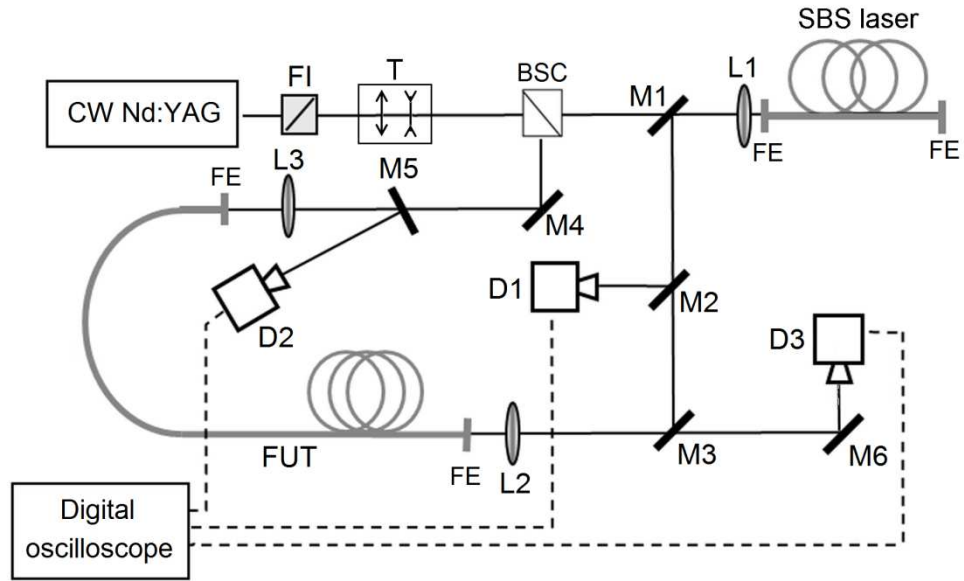 SBS laser
CW Nd:YAG
FI
T
BSC
M1
L1
FE
FE
FE
L3
M5
M4
D2
D1
M2
D3
FUT
FE
L2
M3
M6
Digital
oscilloscope